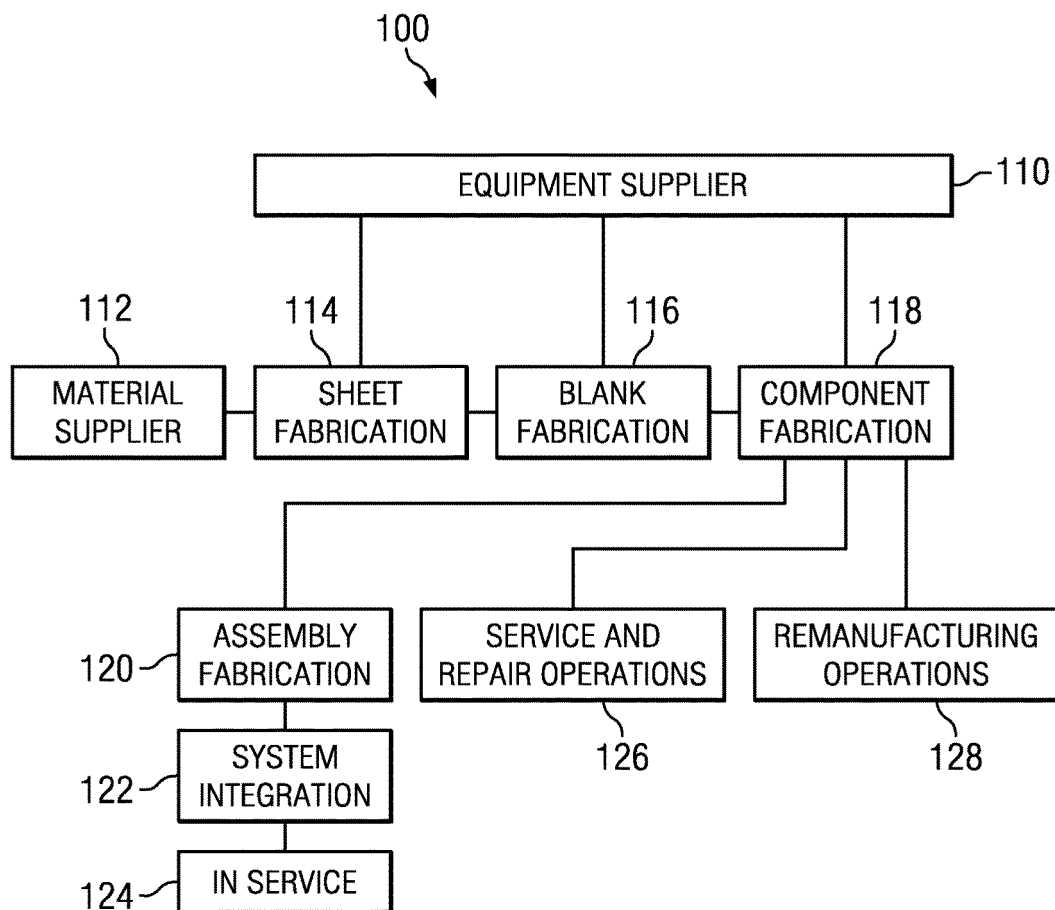 100
EQUIPMENT SUPPLIER
110
112
114
116
118
MATERIAL
SUPPLIER
SHEET
FABRICATION
BLANK
FABRICATION
COMPONENT
FABRICATION
120
ASSEMBLY
FABRICATION
SERVICE AND
REPAIR OPERATIONS
REMANUFACTURING
OPERATIONS
126
128
122
SYSTEM
INTEGRATION
124
IN SERVICE